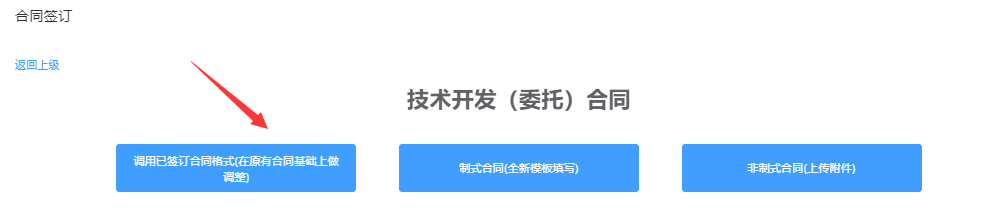 合同签订
返回上级
技术开发（委托）合同
调用已签订合同格式(在原有合同基础上做
调整)
制式合同(全新模板填写)
非制式合同(上传附件)